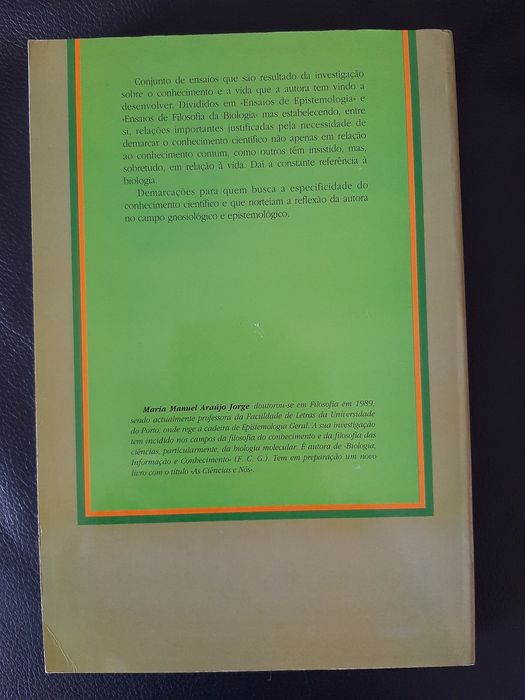 Conjunto de ensaios que são resultado da investigação
sobre o conhecimento e a vida que a autora tem vindo a
desenvolver. Divididos em «Ensaios de Epistemologia» e
«Ensaios de Filosofia da Biologia» mas estabelecendo, entre
si, relações importantes justificadas pela necessidade de
demarcar o conhecimento científico não apenas em relação
ao conhecimento comum, como outros têm insistido, mas,
sobretudo, em relação à vida. Daí a constante referência à
biologia.
Demarcações para quem busca a especificidade do
conhecimento científico e que norteiam a reflexão da autora
no campo gnosiológico e epistemológico.
Maria Manuel Araújo Jorge doutorou-se em Filosofia em 1989,
sendo actualmente professora da Faculdade de Letras da Universidade
do Porto, onde rege a cadeira de Epistemologia Geral. A sua investigação
tem incidido nos campos da filosofia do conhecimento e da filosofia das
ciências, particularmente, da biologia molecular. É autora de «Biologia,
Informação e Conhecimento» (F. C. G.). Tem em preparação um novo
livro com o título «As Ciências e Nós».